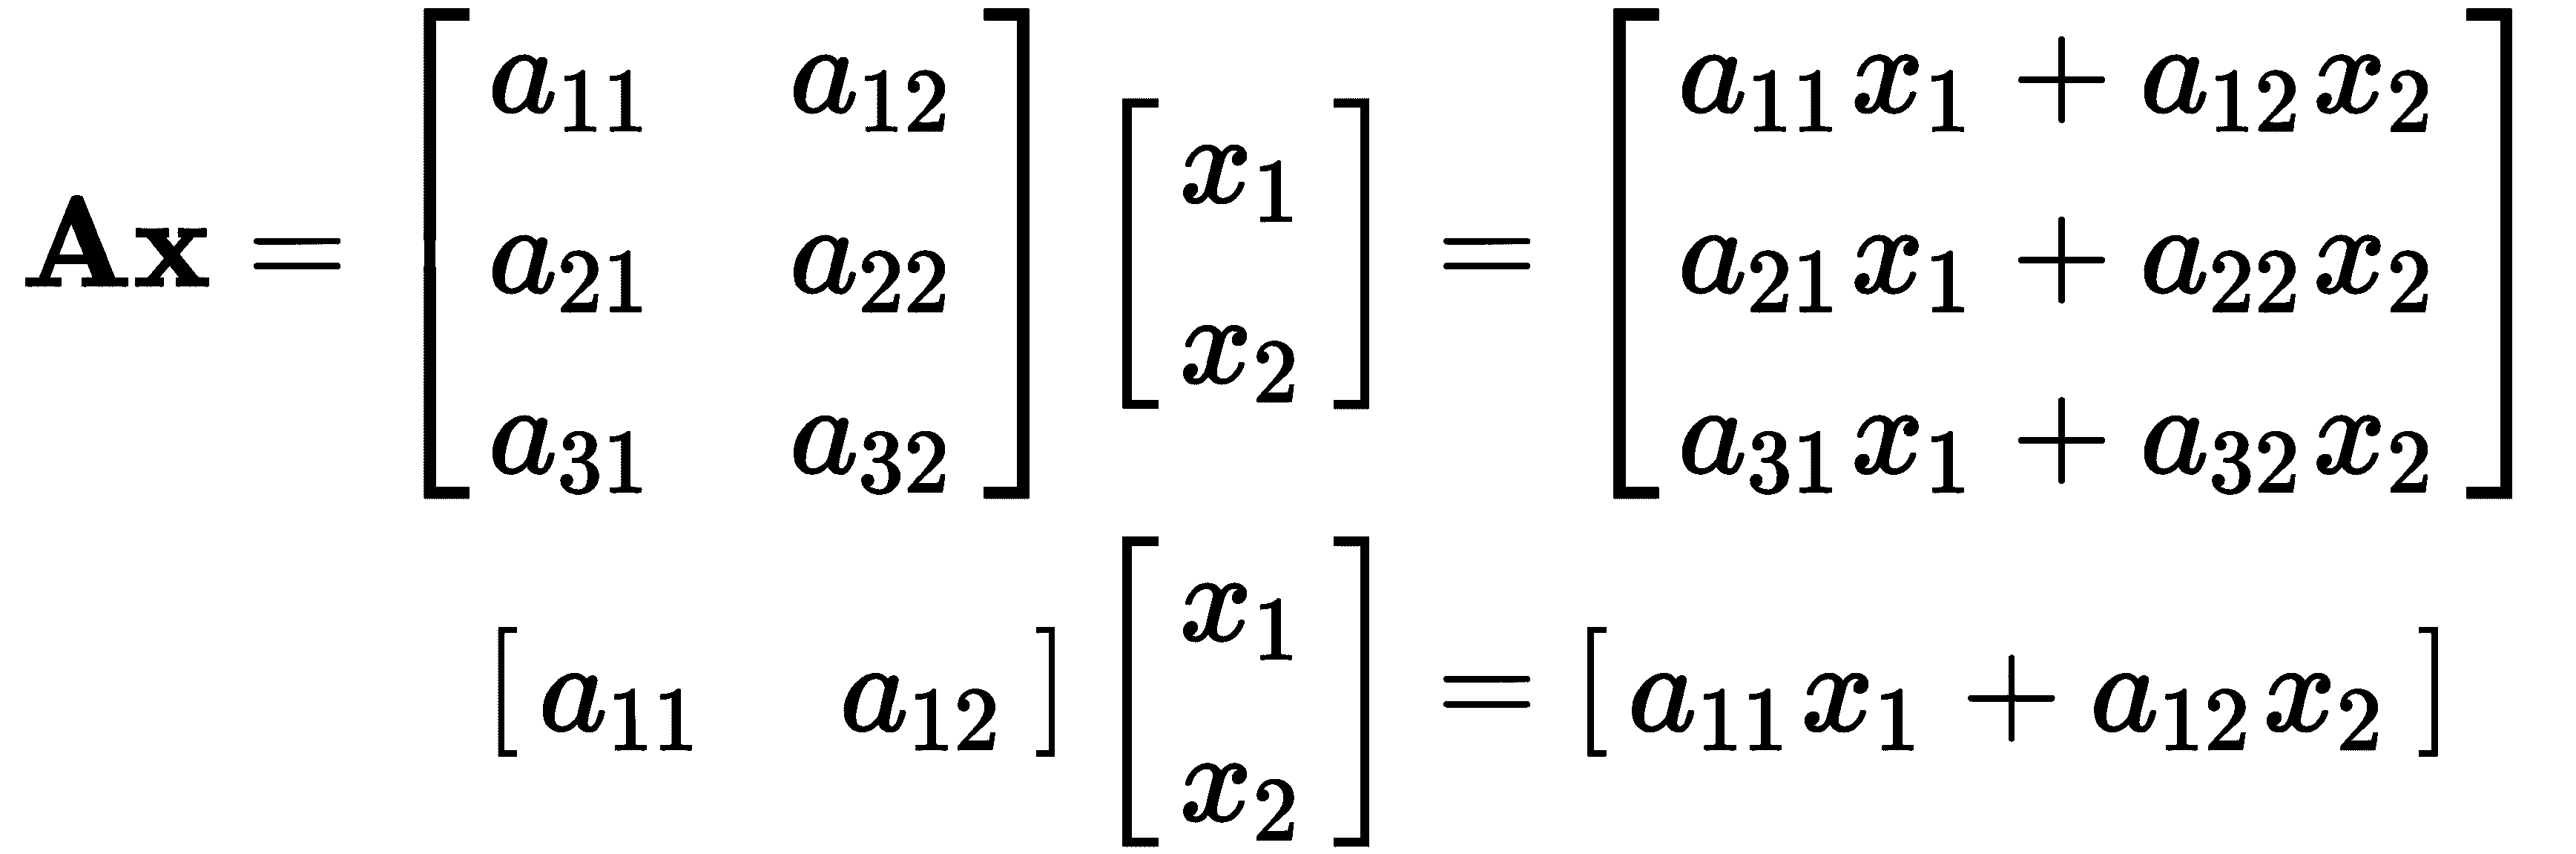 $\mathbf{Ax} = \begin{bmatrix} a_{11} & a_{12} \\ a_{21} & a_{22} \\ a_{31} & a_{32} \end{bmatrix} \begin{bmatrix} x_1 \\ x_2 \end{bmatrix} = \begin{bmatrix} a_{11}x_1 + a_{12}x_2 \\ a_{21}x_1 + a_{22}x_2 \\ a_{31}x_1 + a_{32}x_2 \end{bmatrix}$
$\begin{bmatrix} a_{11} & a_{12} \end{bmatrix} \begin{bmatrix} x_1 \\ x_2 \end{bmatrix} = \begin{bmatrix} a_{11}x_1 + a_{12}x_2 \end{bmatrix}$